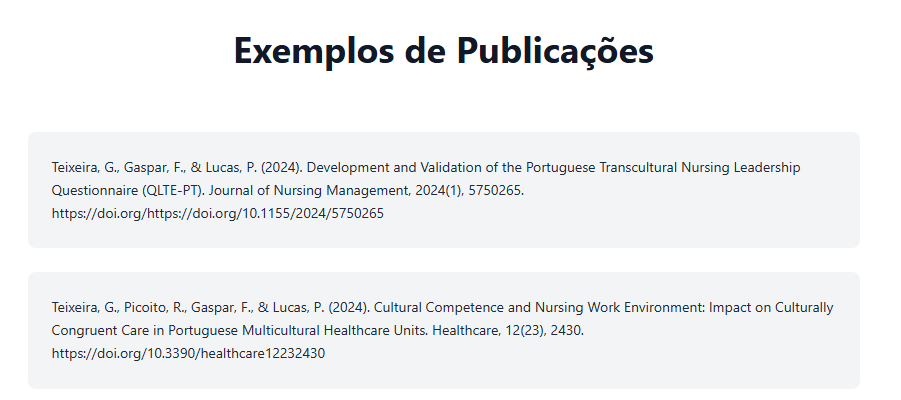 Exemplos de Publicações
Teixeira, G., Gaspar, F., & Lucas, P. (2024). Development and Validation of the Portuguese Transcultural Nursing Leadership
Questionnaire (QLTE-PT). Journal of Nursing Management, 2024(1), 5750265.
https://doi.org/https://doi.org/10.1155/2024/5750265
Teixeira, G., Picoito, R., Gaspar, F., & Lucas, P. (2024). Cultural Competence and Nursing Work Environment: Impact on Culturally
Congruent Care in Portuguese Multicultural Healthcare Units. Healthcare, 12(23), 2430.
https://doi.org/10.3390/healthcare12232430